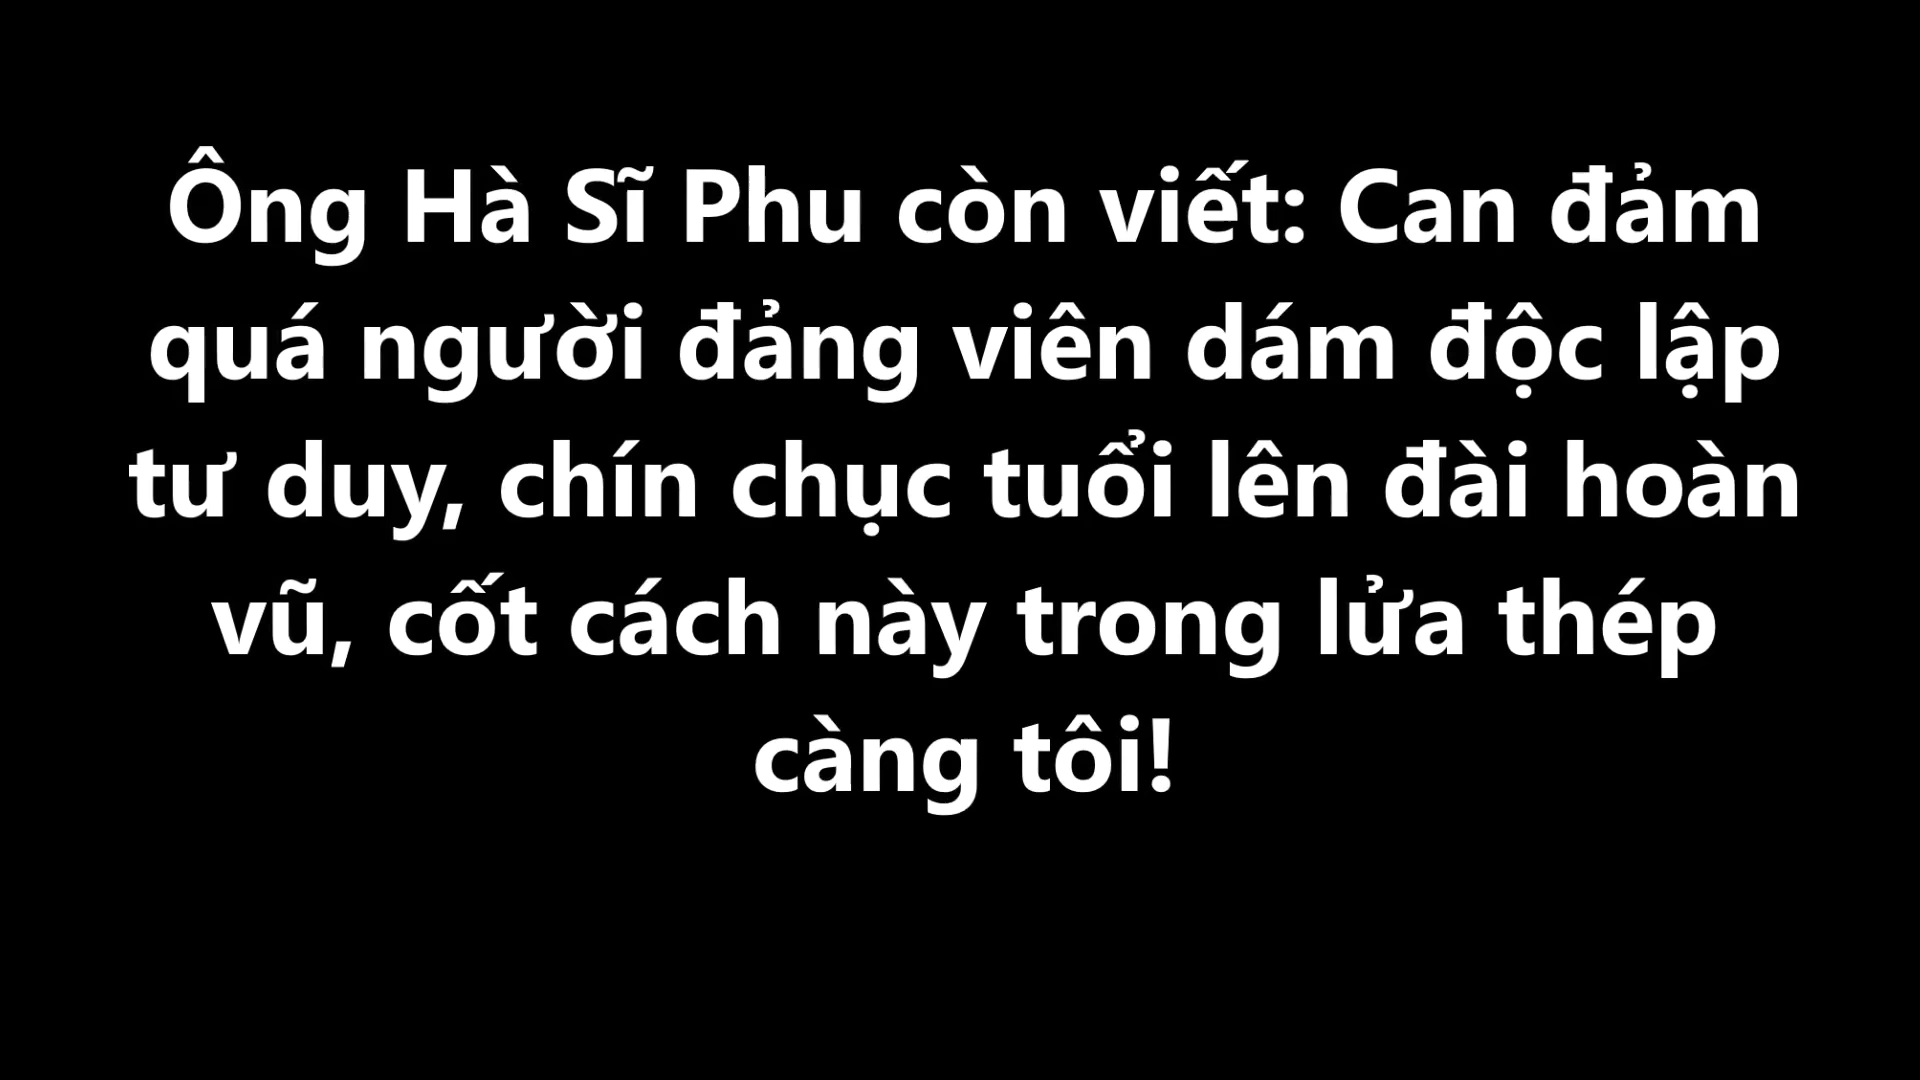 Ông Hà Sĩ Phu còn viết: Can đảm
quá người đảng viên dám độc lập
tư duy, chín chục tuổi lên đài hoàn
vũ, cốt cách này trong lửa thép
càng tôi!